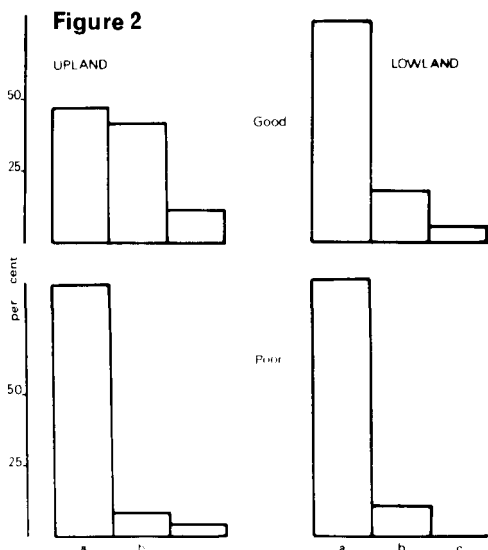 Figure 2
UPLAND
LOWLAND
50
Good
25
per cent
Poor
50
25
a b
a b c